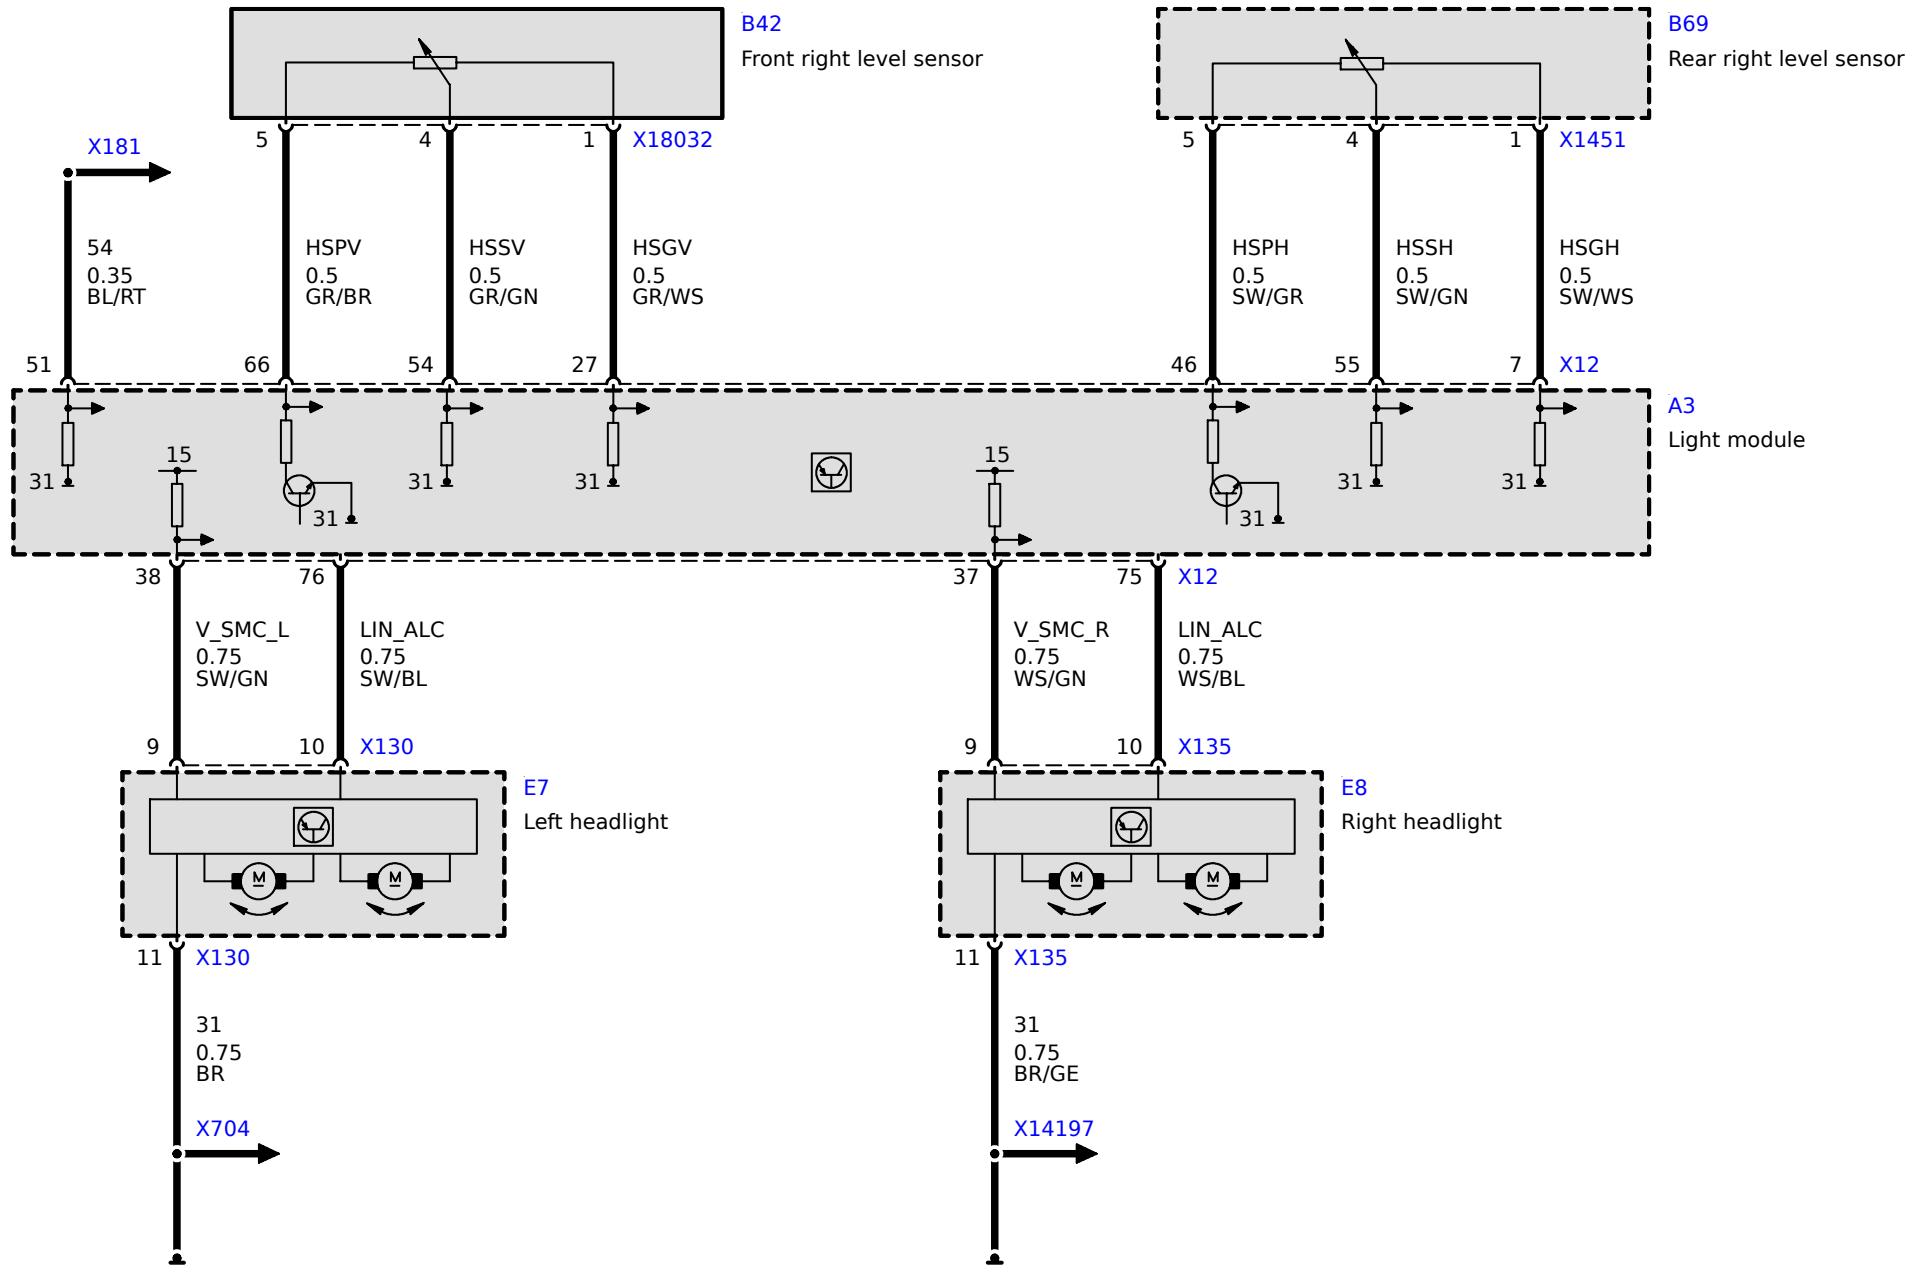 B42
Front right level sensor
B69
Rear right level sensor
5 4 1 X18032
5 4 1 X1451
X181
54
0.35
BL/RT
HSPV
0.5
GR/BR
HSSV
0.5
GR/GN
HSGV
0.5
GR/WS
HSPH
0.5
SW/GR
HSSH
0.5
SW/GN
HSGH
0.5
SW/WS
51 66 54 27 46 55 7 X12
A3
Light module
15 15
31 31 31 31 31
31 31
38 76 37 75 X12
V_SMC_L
0.75
SW/GN
LIN_ALC
0.75
SW/BL
V_SMC_R
0.75
WS/GN
LIN_ALC
0.75
WS/BL
9 10 X130
9 10 X135
E7
Left headlight
M M
E8
Right headlight
M M
11 X130
11 X135
31
0.75
BR
31
0.75
BR/GE
X704
X14197